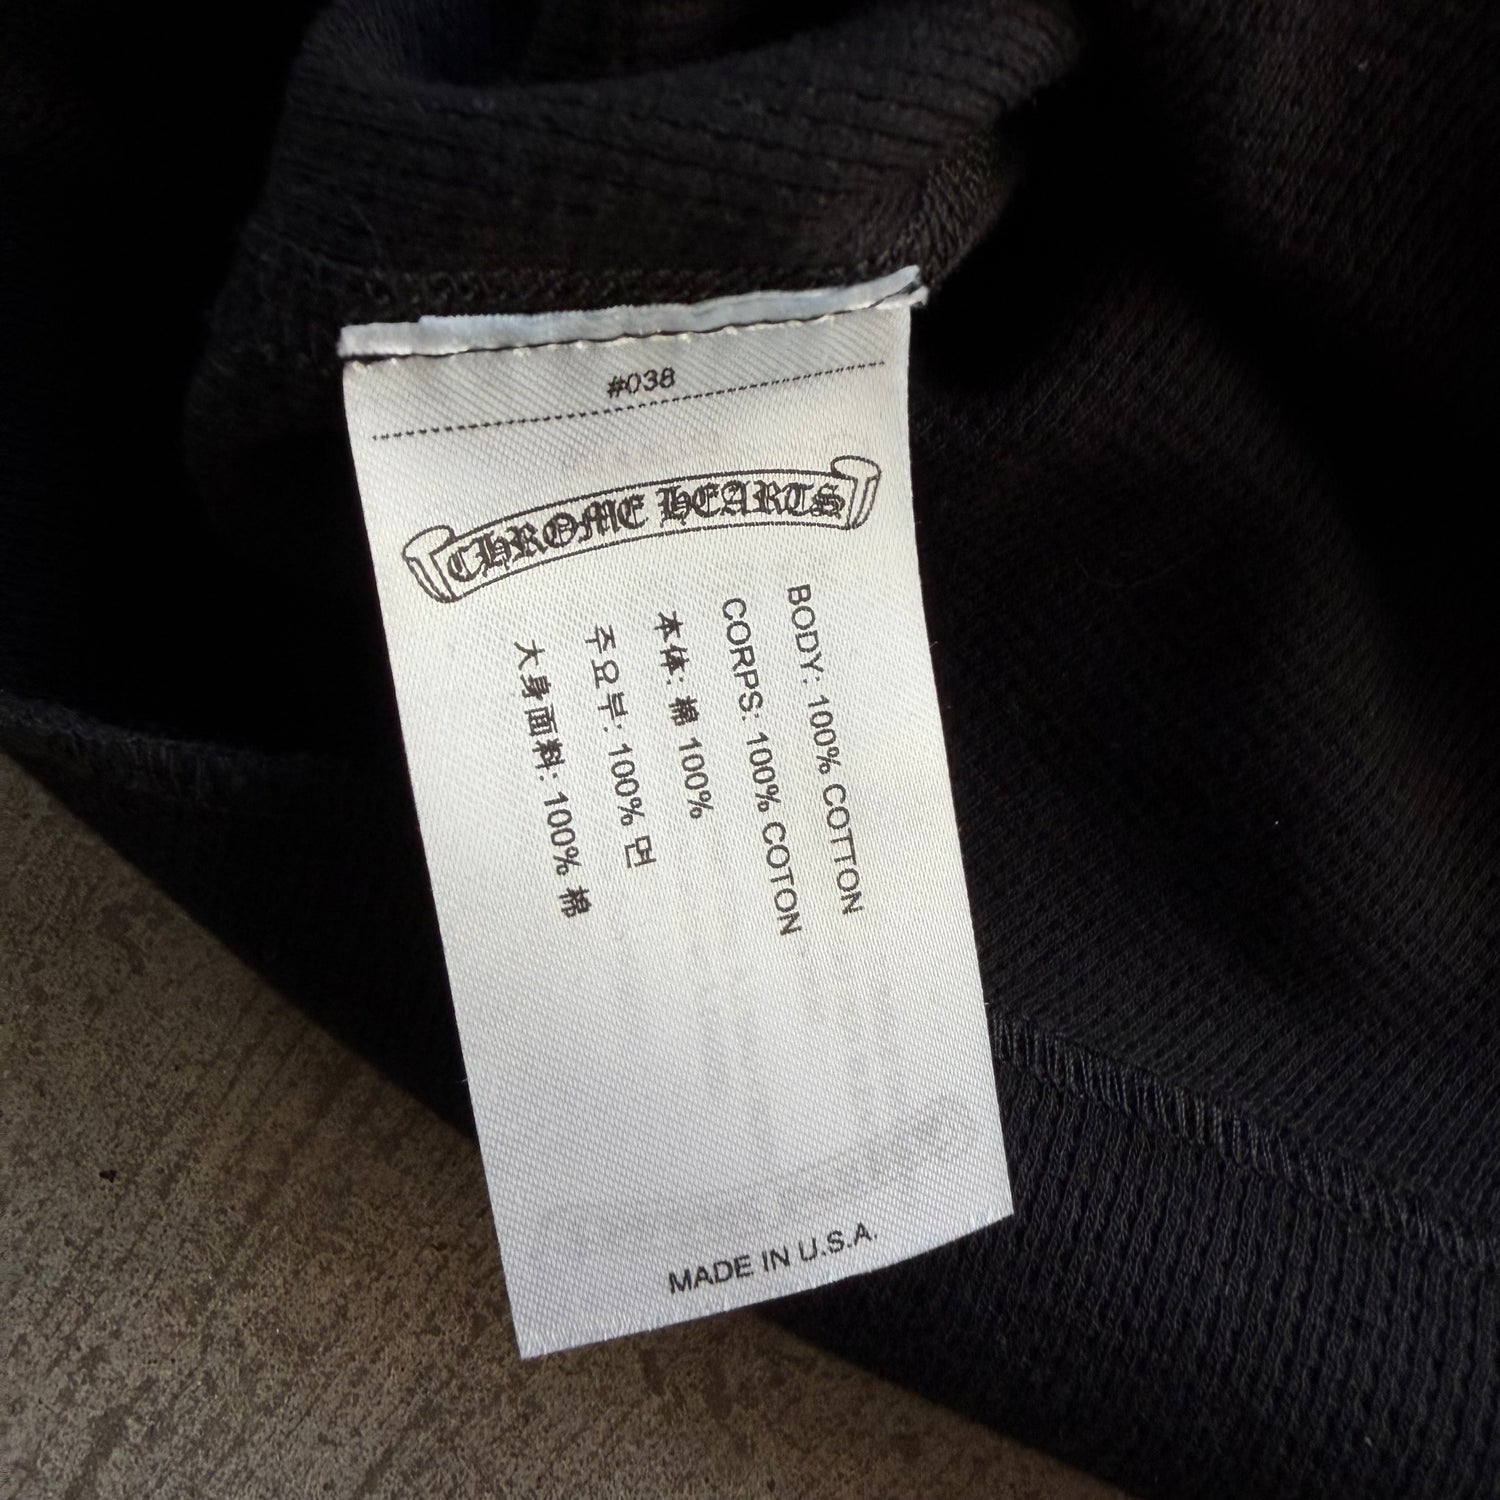 #038
CHROME HEARTS
BODY: 100% COTTON
CORPS: 100% COTON
本体: 綿 100%
주요부: 100% 면
大身面料: 100% 棉
MADE IN U.S.A.